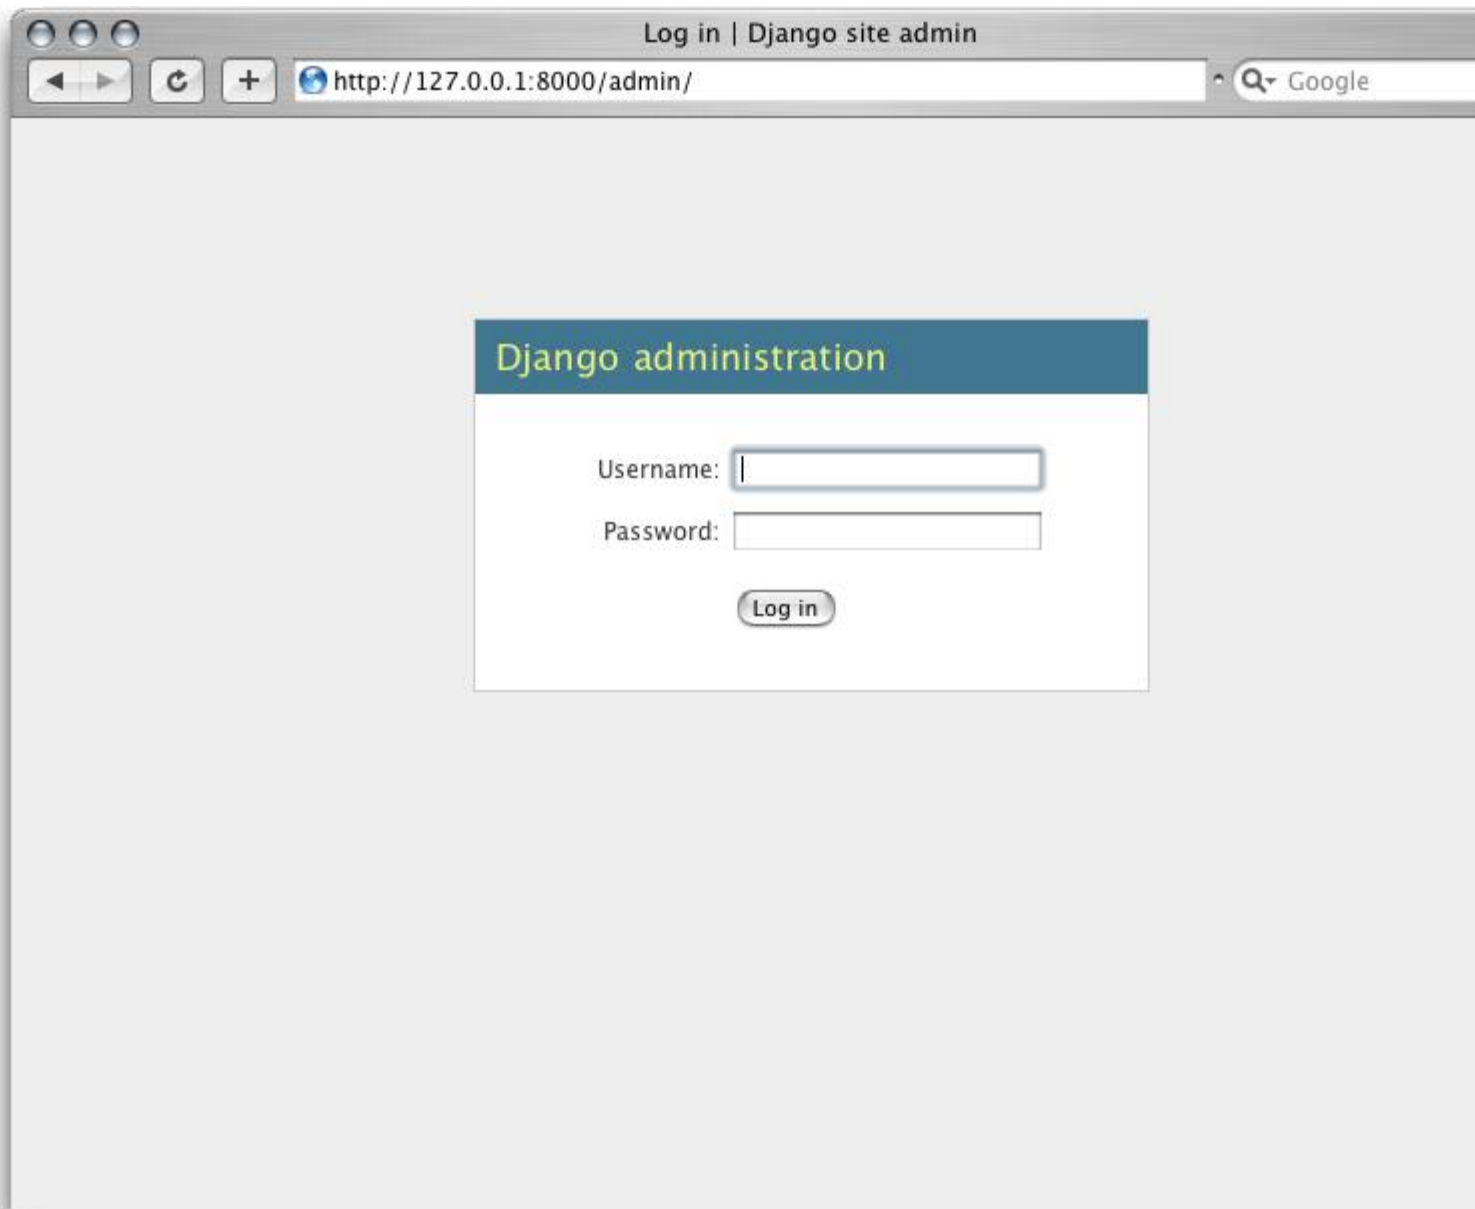 Log in | Django site admin
http://127.0.0.1:8000/admin/
Google
Django administration
Username:
Password:
Log in